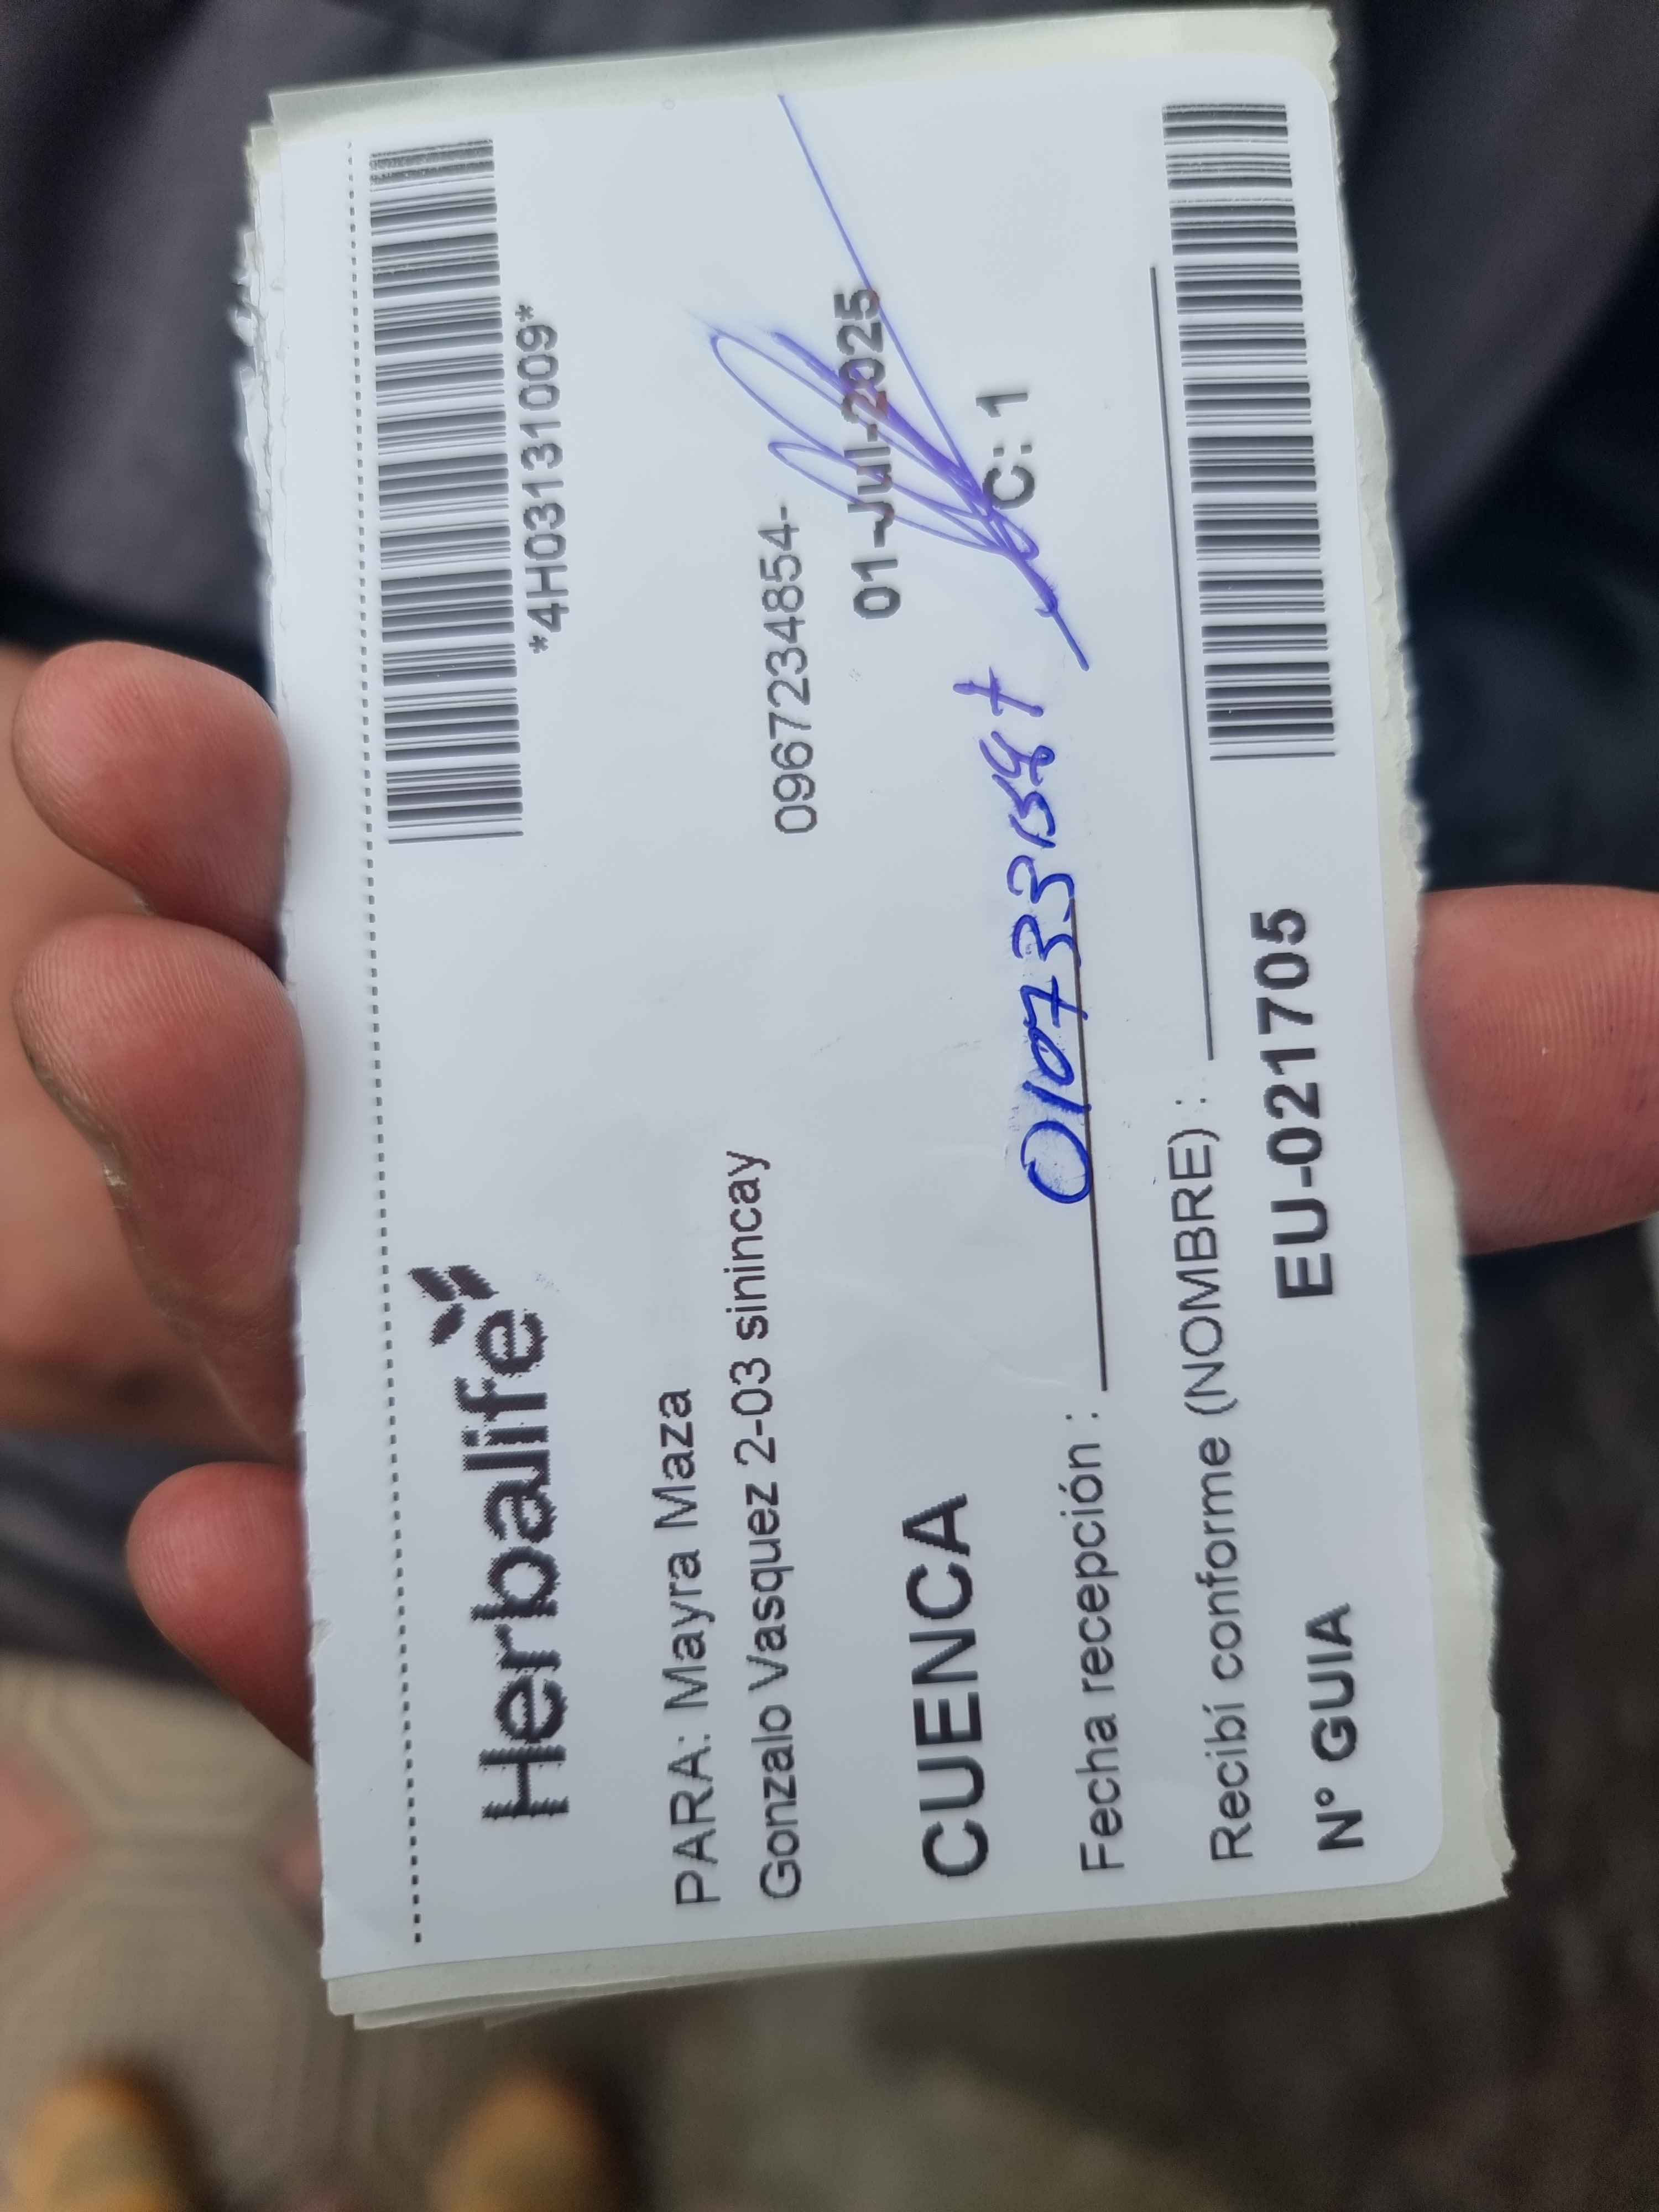 *4H03131009*
Herbalife
PARA: Mayra Maza
Gonzalo Vasquez 2-03 sinincay
0967234854-
01-Jul-2025
CUENCA
C: 1
Fecha recepción :
Recibí conforme (NOMBRE) :
Nº GUIA EU-021705